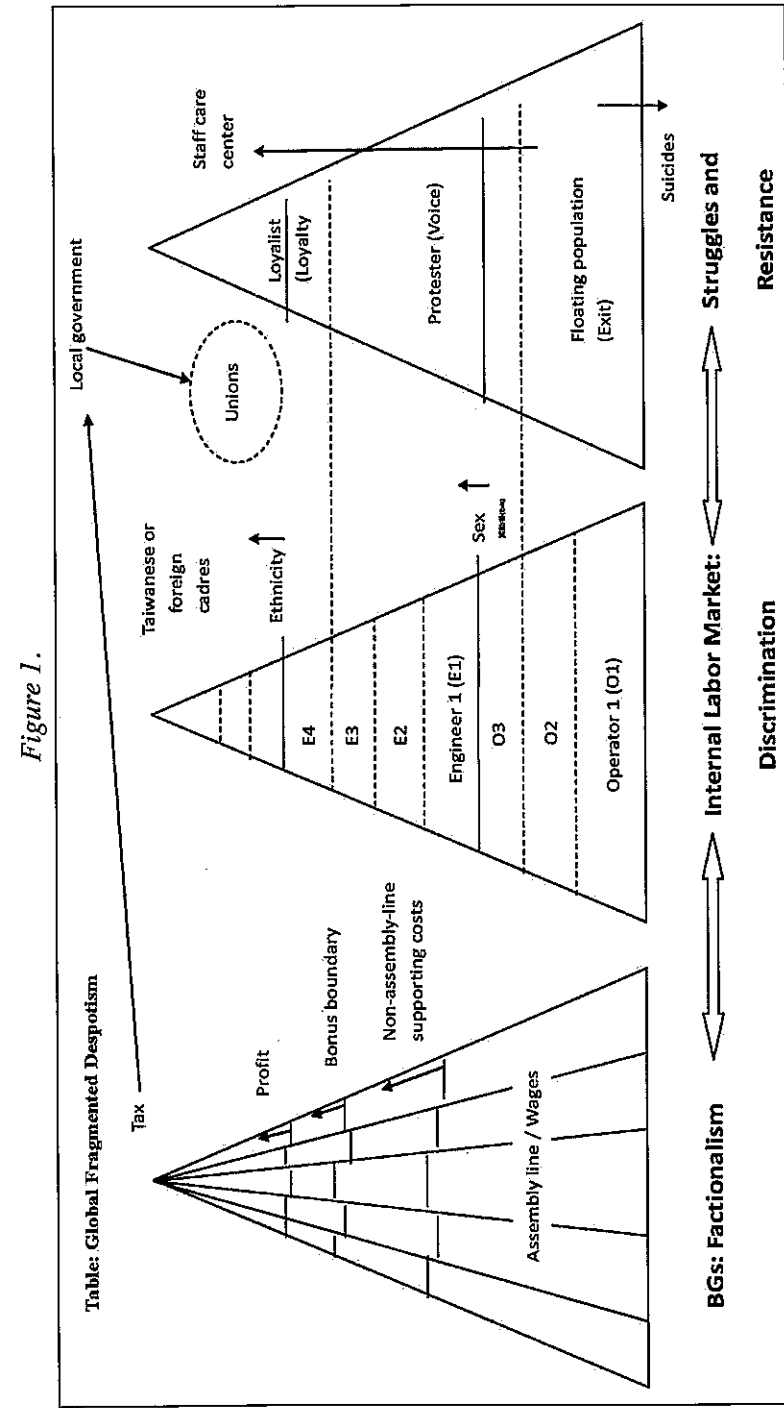 Figure 1.
Table: Global Fragmented Despotism
Tax
Profit
Bonus boundary
Non-assembly-line
supporting costs
Assembly line / Wages
BGs: Factionalism
Taiwanese or
foreign
cadres
Ethnicity
E4
E3
E2
Engineer 1 (E1)
Sex
O3
O2
Operator 1 (O1)
Internal Labor Market:
Discrimination
Local government
Unions
Staff care
center
Loyalist
(Loyalty)
Protester (Voice)
Floating population
(Exit)
Suicides
Struggles and
Resistance